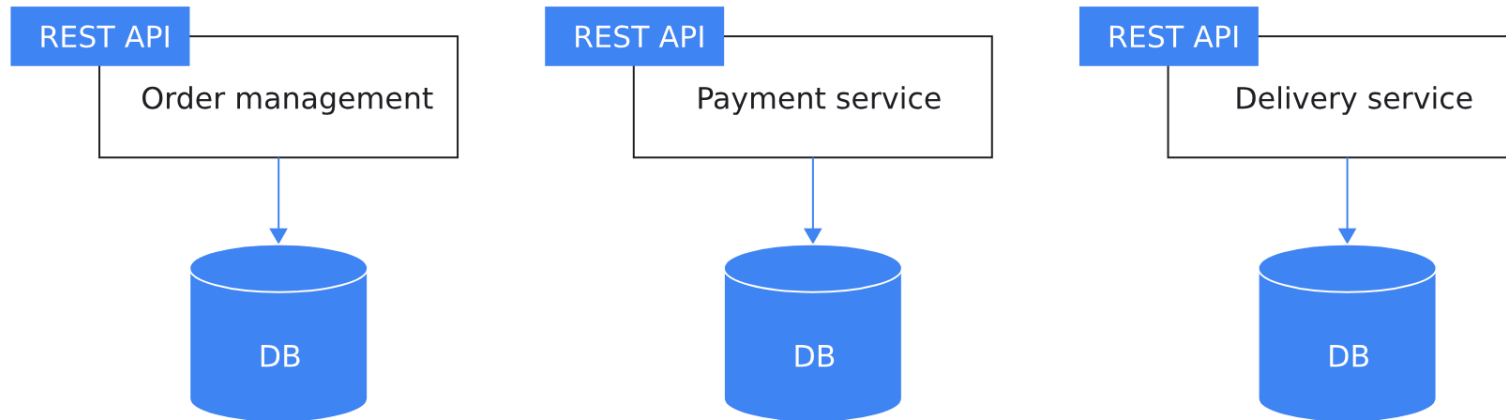 REST API
Order management
DB
REST API
Payment service
DB
REST API
Delivery service
DB